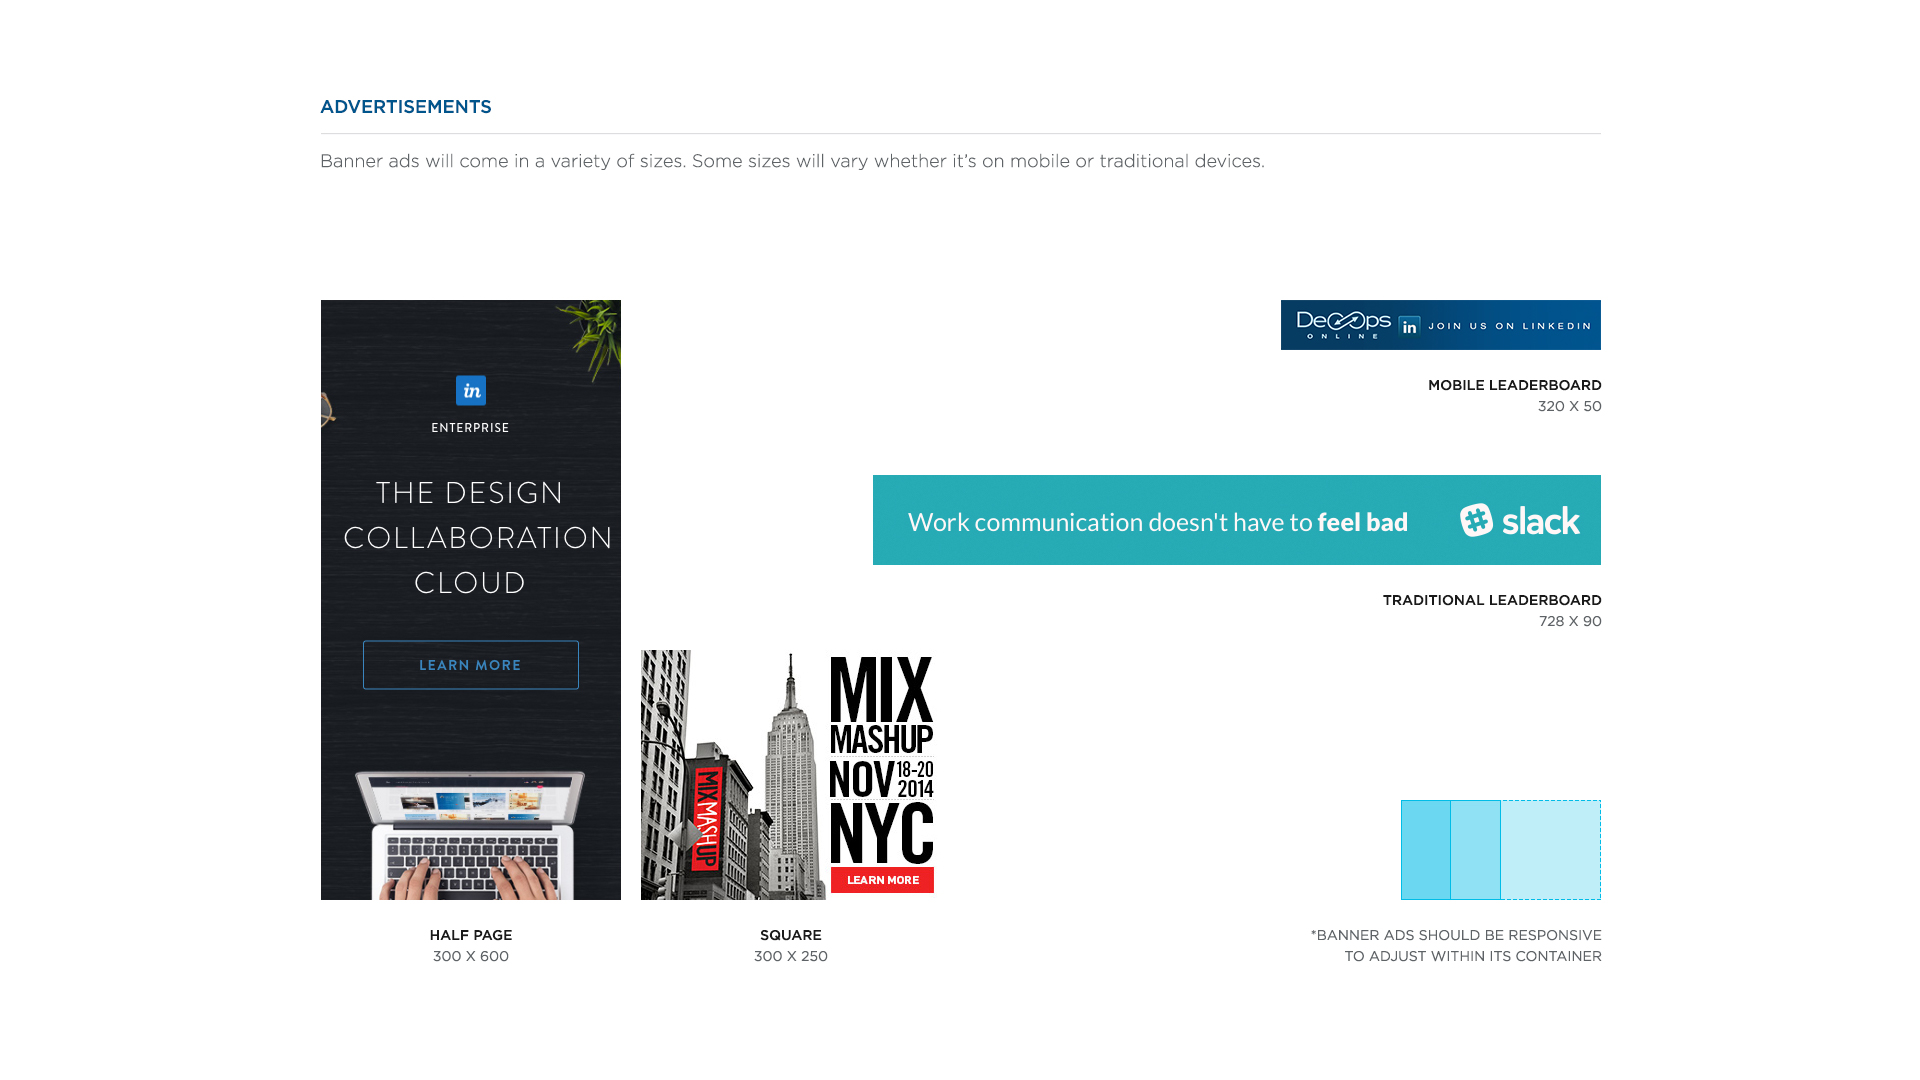 ADVERTISEMENTS
Banner ads will come in a variety of sizes. Some sizes will vary whether it's on mobile or traditional devices.
in
ENTERPRISE
THE DESIGN
COLLABORATION
CLOUD
LEARN MORE
HALF PAGE
300 X 600
MIX MASHUP
MIX
MASHUP
NOV 18-20
2014
NYC
LEARN MORE
SQUARE
300 X 250
DevOps
ONLINE
in JOIN US ON LINKEDIN
MOBILE LEADERBOARD
320 X 50
Work communication doesn't have to feel bad
slack
TRADITIONAL LEADERBOARD
728 X 90
*BANNER ADS SHOULD BE RESPONSIVE
TO ADJUST WITHIN ITS CONTAINER